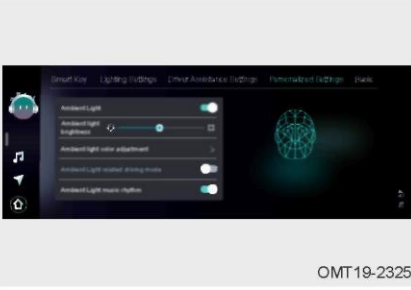 Smart Key Lighting Settings Driver Assistance Settings Personalized Settings Basic
Ambient Light
Ambient light
brightness
Ambient light color adjustment
Ambient Light related driving mode
Ambient Light music rhythm
OMT19-2325